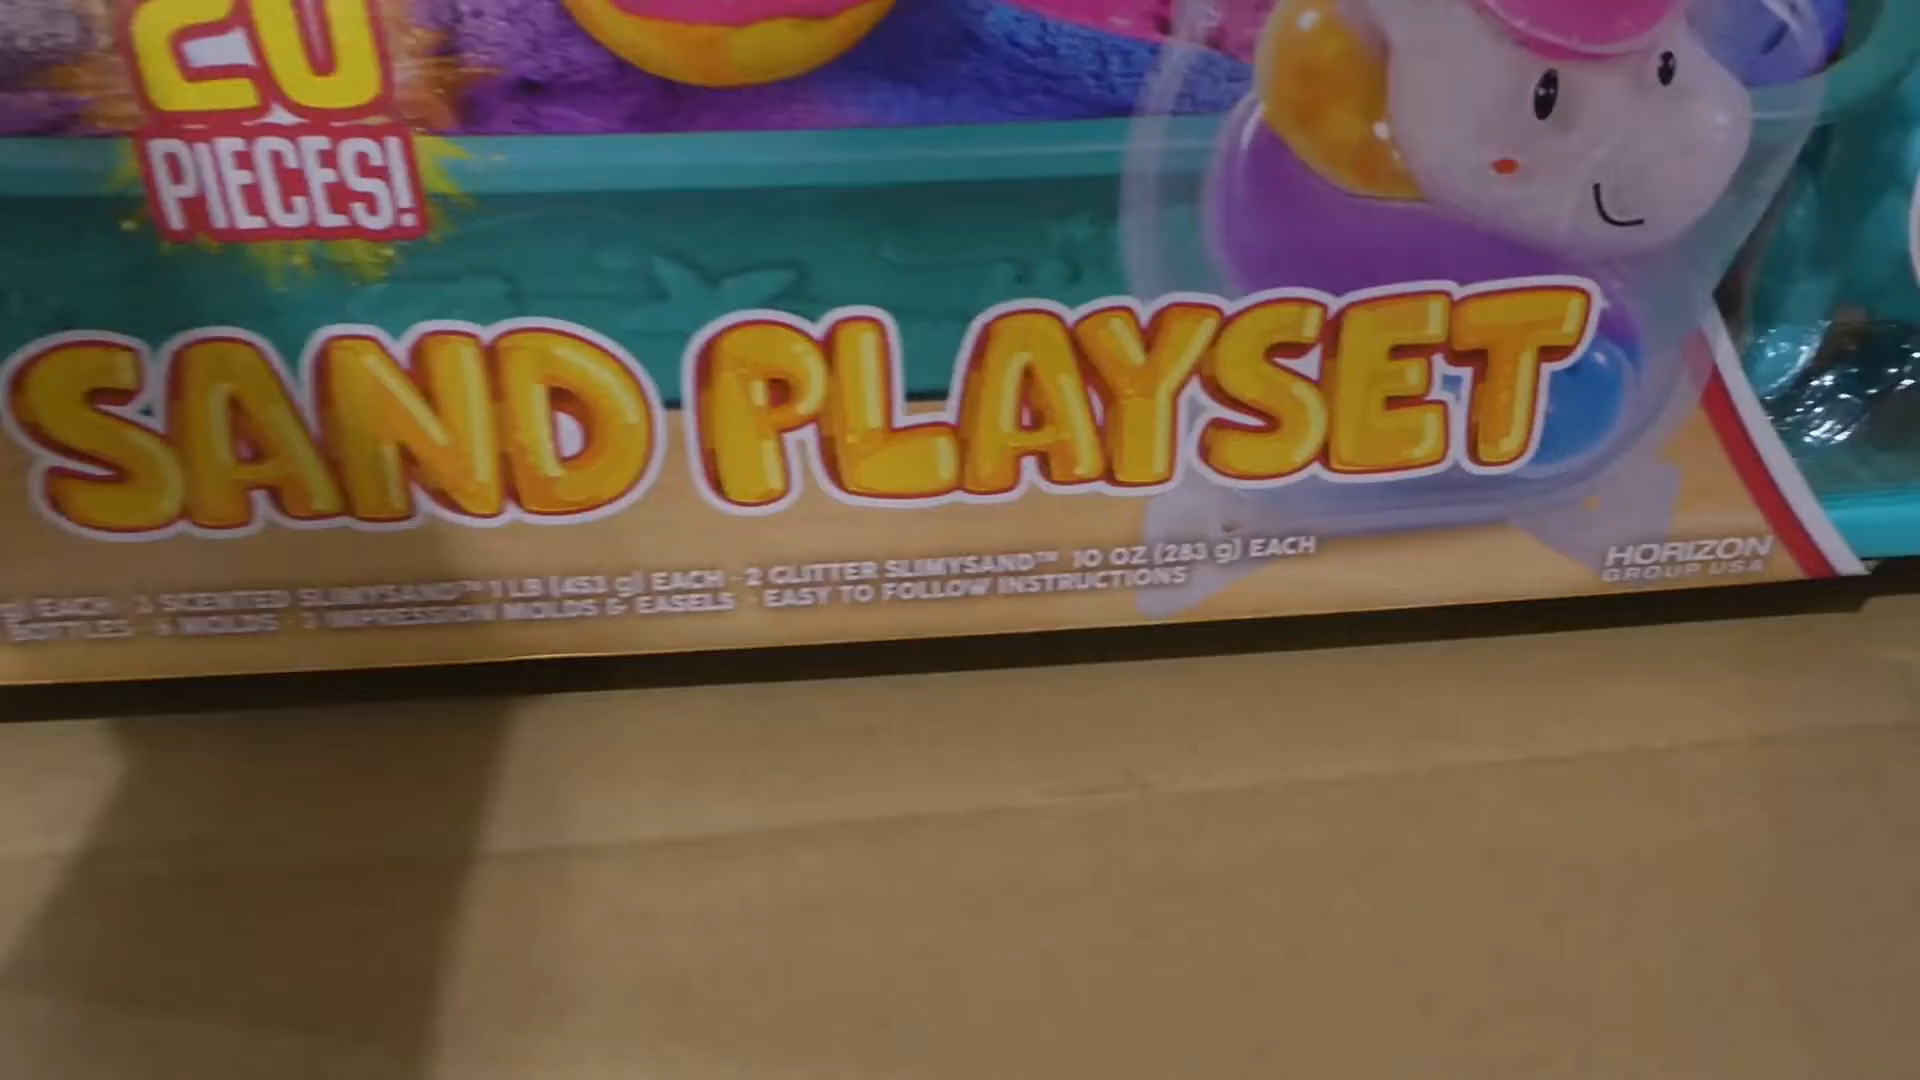 20
PIECES!
SAND PLAYSET
g) EACH · 3 SCENTED SLIMYSAND™ 1 LB (453 g) EACH · 2 GLITTER SLIMYSAND™ 10 OZ (283 g) EACH
BOTTLES · 6 MOLDS · 3 IMPRESSION MOLDS & EASELS · EASY TO FOLLOW INSTRUCTIONS
HORIZON
GROUP USA